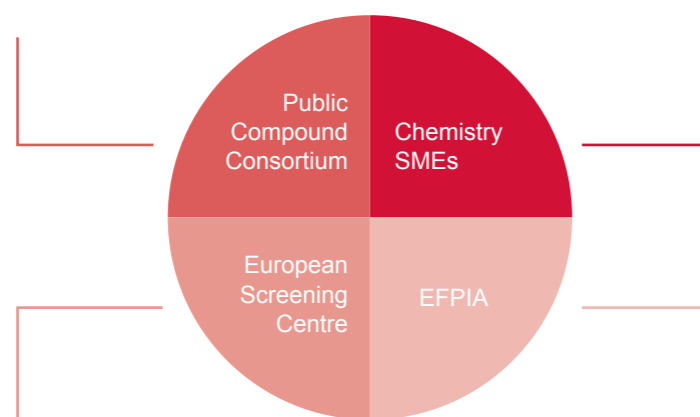 Public
Compound
Consortium
Chemistry
SMEs
European
Screening
Centre
EFPIA